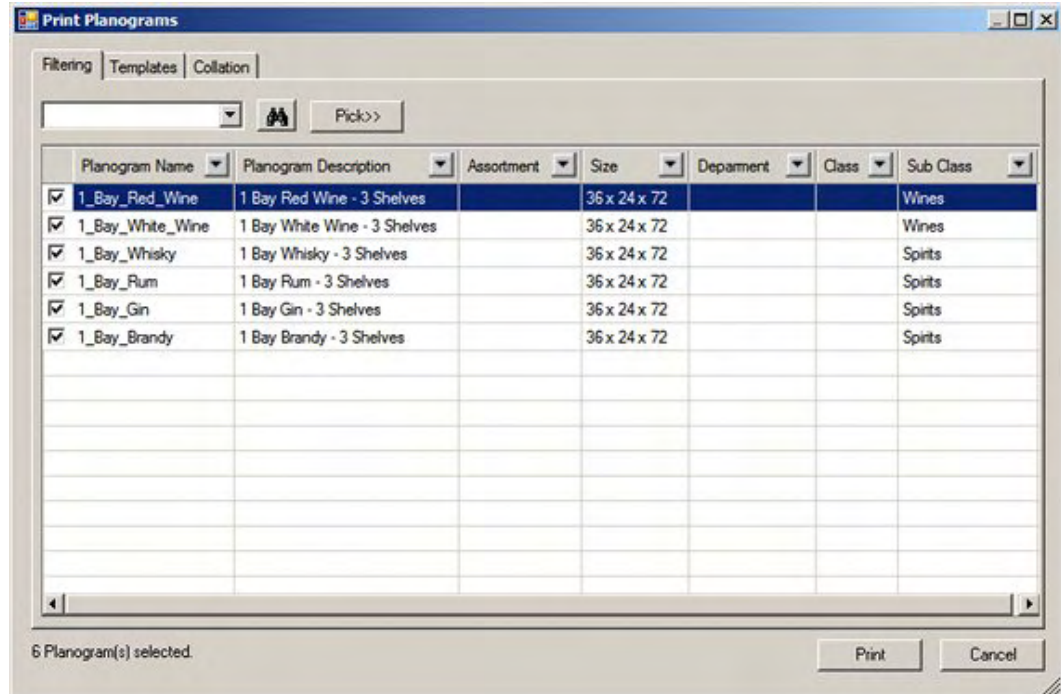 Print Planograms
Filtering Templates Collation
Pick>>
Planogram Name Planogram Description Assortment Size Deparment Class Sub Class
1_Bay_Red_Wine 1 Bay Red Wine - 3 Shelves 36 x 24 x 72 Wines
1_Bay_White_Wine 1 Bay White Wine - 3 Shelves 36 x 24 x 72 Wines
1_Bay_Whisky 1 Bay Whisky - 3 Shelves 36 x 24 x 72 Spirits
1_Bay_Rum 1 Bay Rum - 3 Shelves 36 x 24 x 72 Spirits
1_Bay_Gin 1 Bay Gin - 3 Shelves 36 x 24 x 72 Spirits
1_Bay_Brandy 1 Bay Brandy - 3 Shelves 36 x 24 x 72 Spirits
6 Planogram(s) selected. Print Cancel